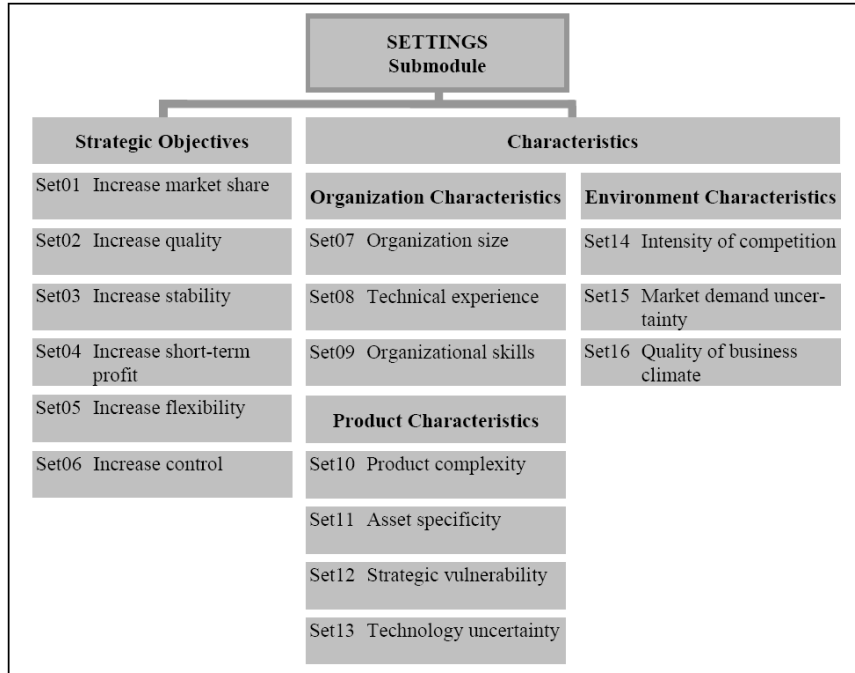 SETTINGS
Submodule
Strategic Objectives
Set01 Increase market share
Set02 Increase quality
Set03 Increase stability
Set04 Increase short-term
profit
Set05 Increase flexibility
Set06 Increase control
Characteristics
Organization Characteristics
Set07 Organization size
Set08 Technical experience
Set09 Organizational skills
Product Characteristics
Set10 Product complexity
Set11 Asset specificity
Set12 Strategic vulnerability
Set13 Technology uncertainty
Environment Characteristics
Set14 Intensity of competition
Set15 Market demand uncer-
tainty
Set16 Quality of business
climate